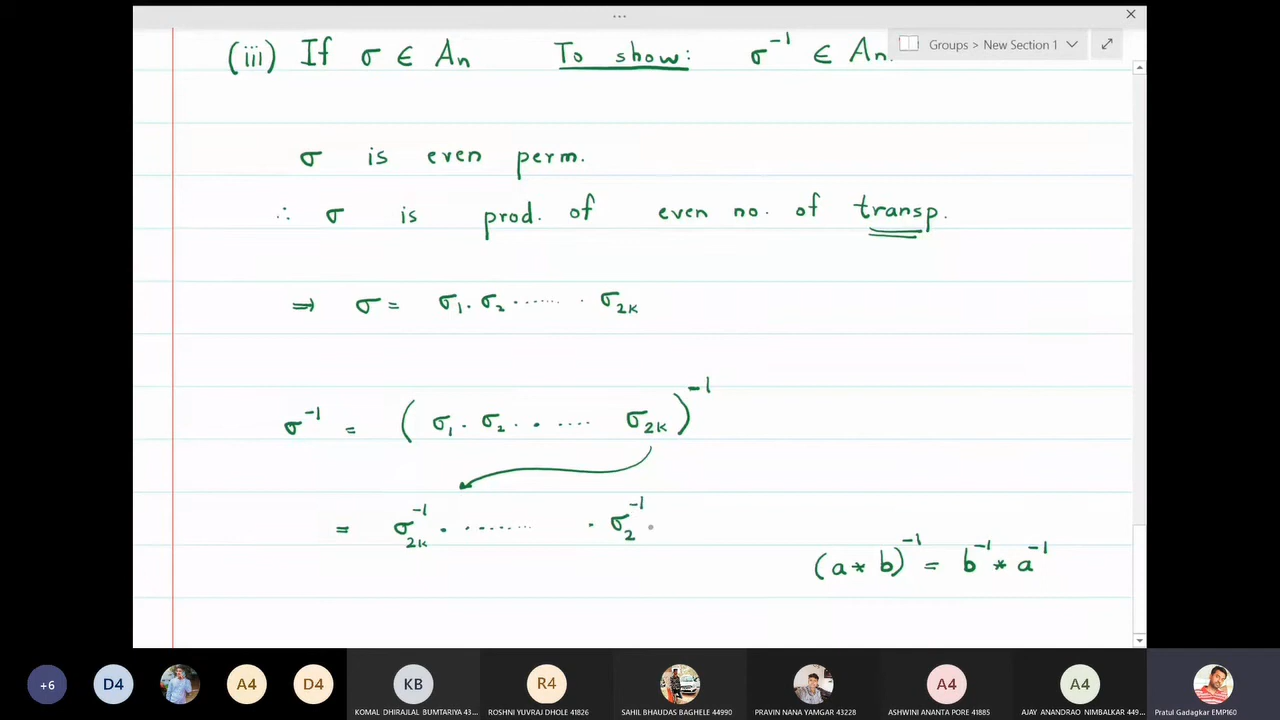 (iii) If σ ∈ An To show: σ⁻¹ ∈ An.
Groups > New Section 1
σ is even perm.
∴ σ is prod. of even no. of transp.
⇒ σ = σ₁ . σ₂ ....... . σ₂ₖ
σ⁻¹ = ( σ₁ . σ₂ . . .... σ₂ₖ )⁻¹
= σ₂ₖ⁻¹ . ........ . σ₂⁻¹ .
(a * b)⁻¹ = b⁻¹ * a⁻¹
+6 D4 A4 D4 KB R4 A4 A4
KOMAL DHIRAJLAL BUMTARIYA 43... ROSHNI YUVRAJ DHOLE 41826 SAHIL BHAUDAS BAGHELE 44990 PRAVIN NANA YAMGAR 43228 ASHWINI ANANTA PORE 41885 AJAY ANANDRAO NIMBALKAR 449... Pratul Gadagkar EMP160